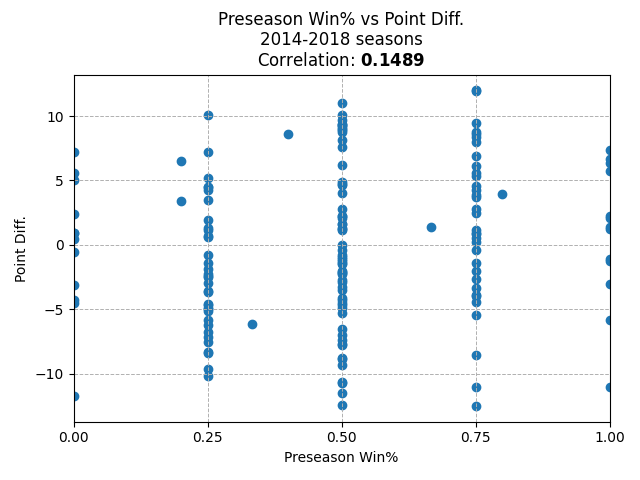 Preseason Win% vs Point Diff.
2014-2018 seasons
Correlation: 0.1489
10
5
0
−5
−10
Point Diff.
0.00 0.25 0.50 0.75 1.00
Preseason Win%